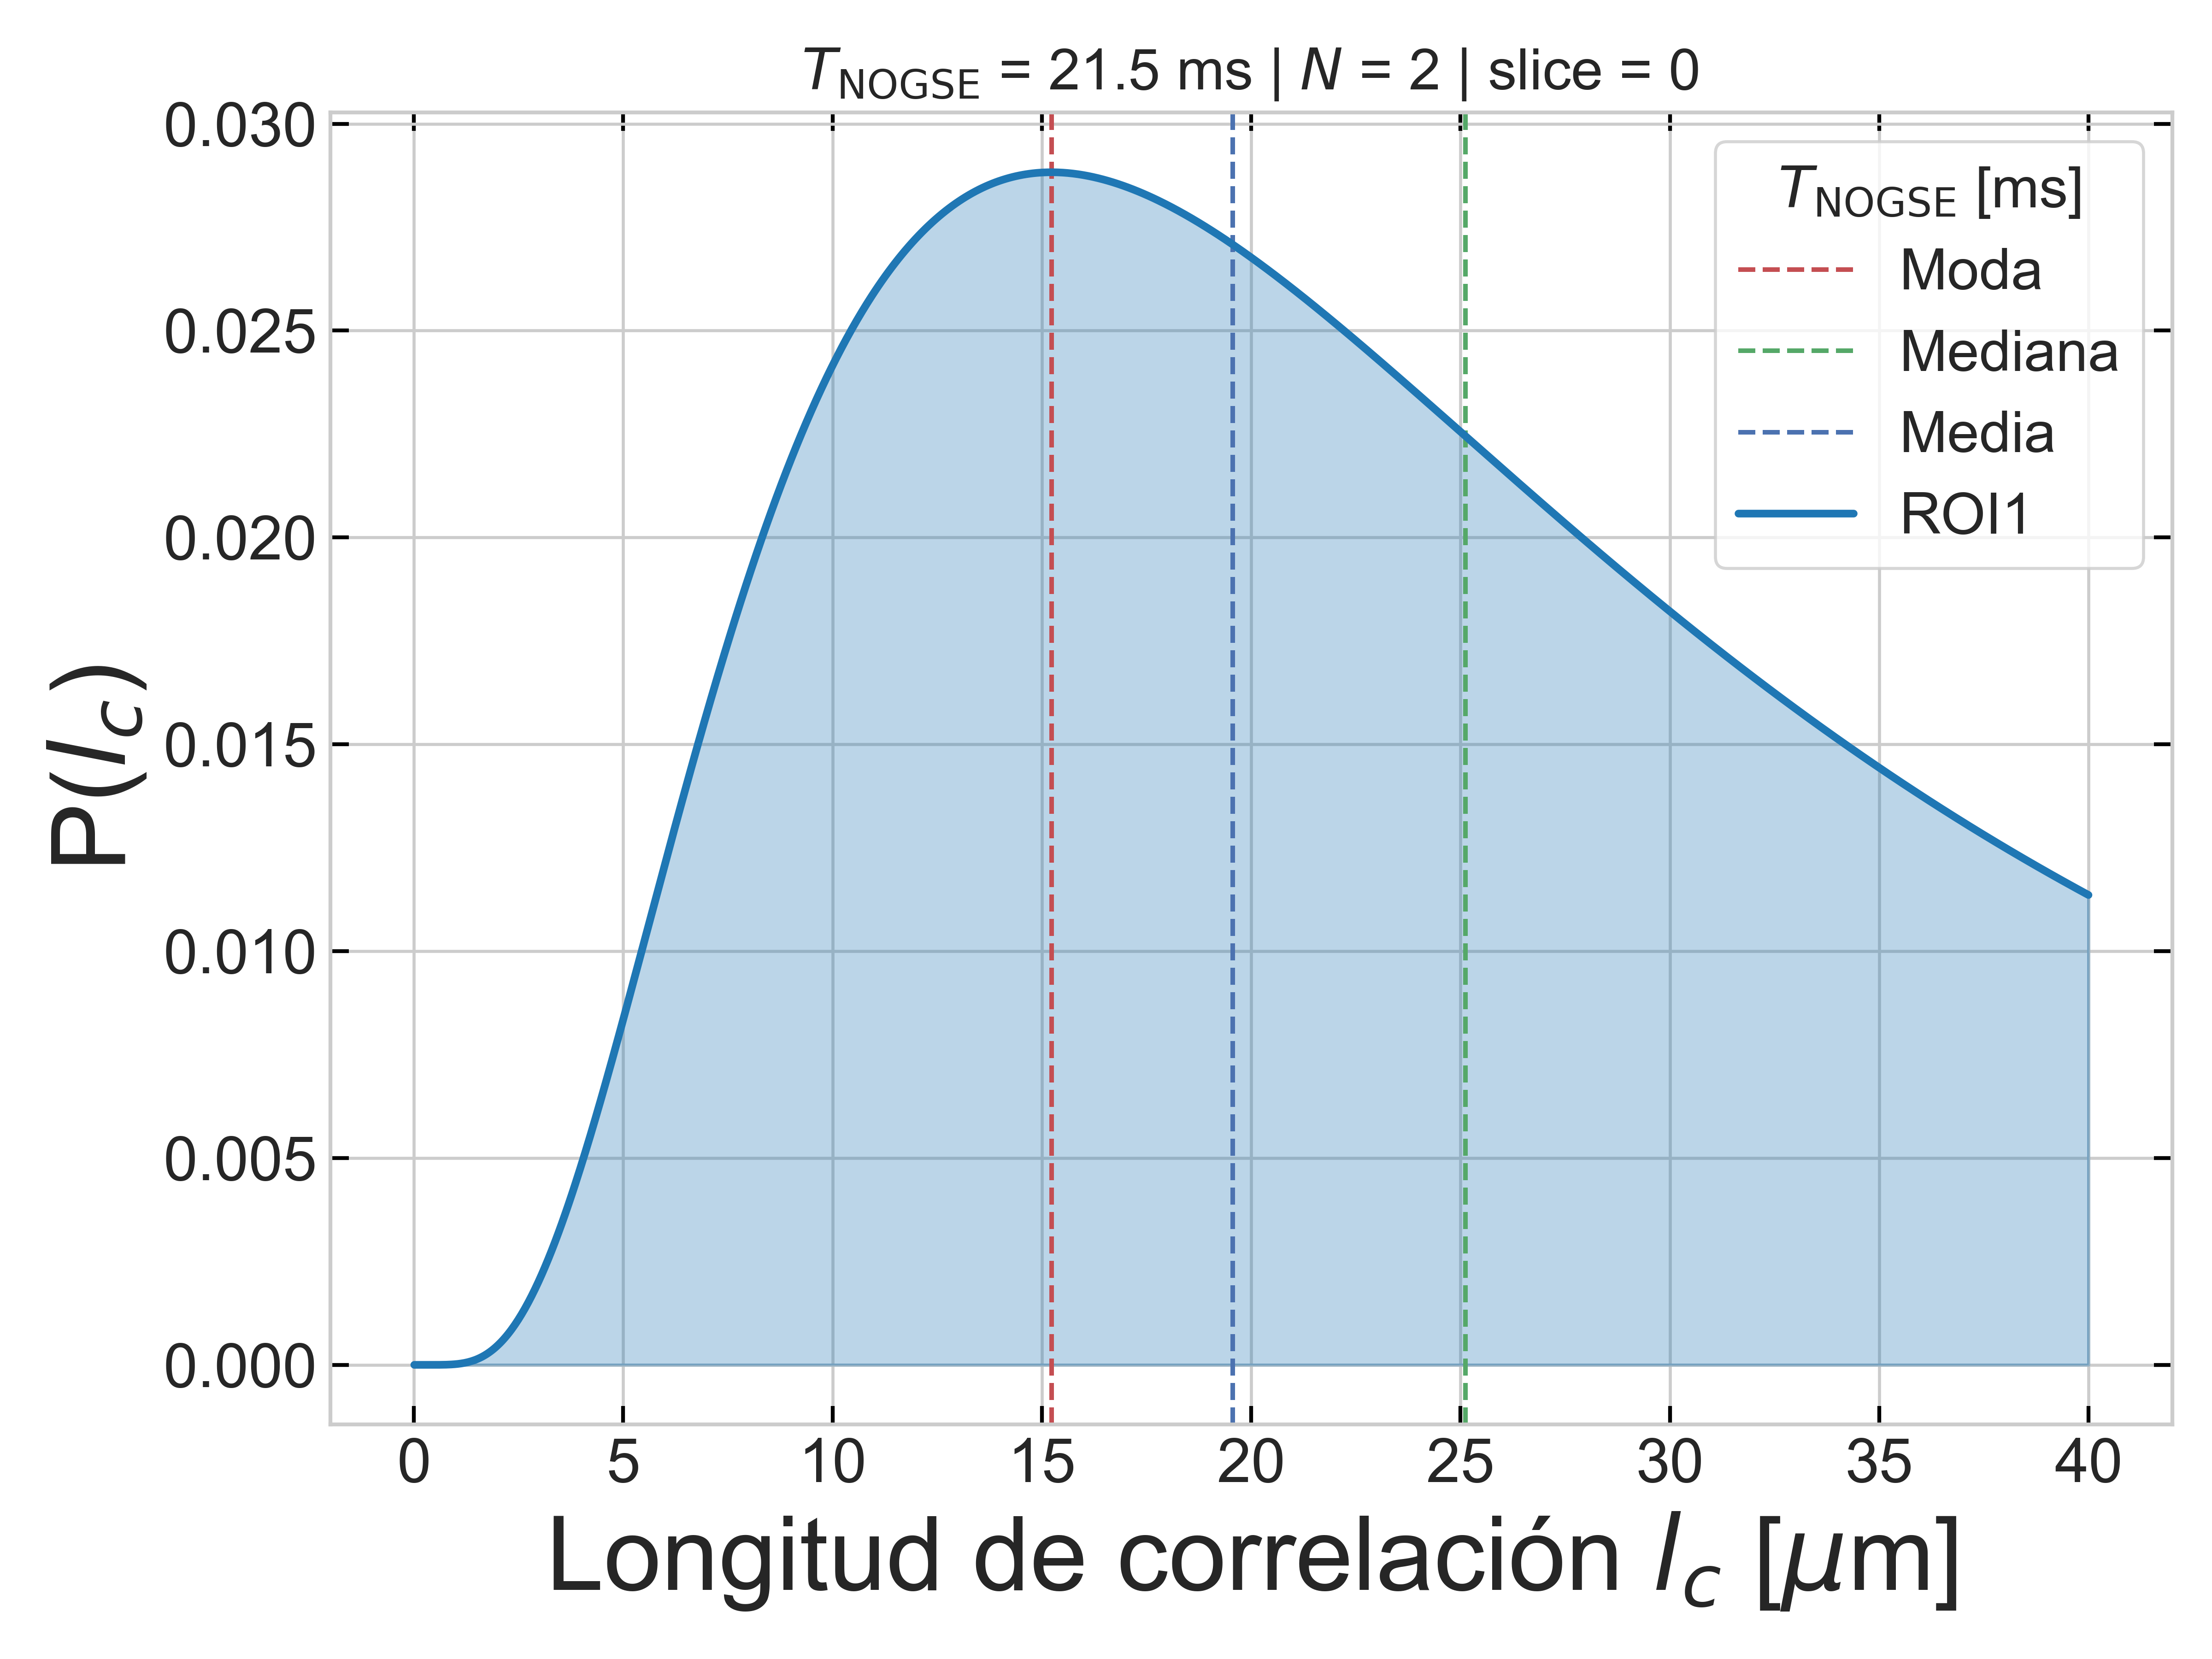 T_NOGSE = 21.5 ms | N = 2 | slice = 0
0.030
0.025
0.020
0.015
0.010
0.005
0.000
P(l_c)
T_NOGSE [ms]
Moda
Mediana
Media
ROI1
0 5 10 15 20 25 30 35 40
Longitud de correlación l_c [μm]